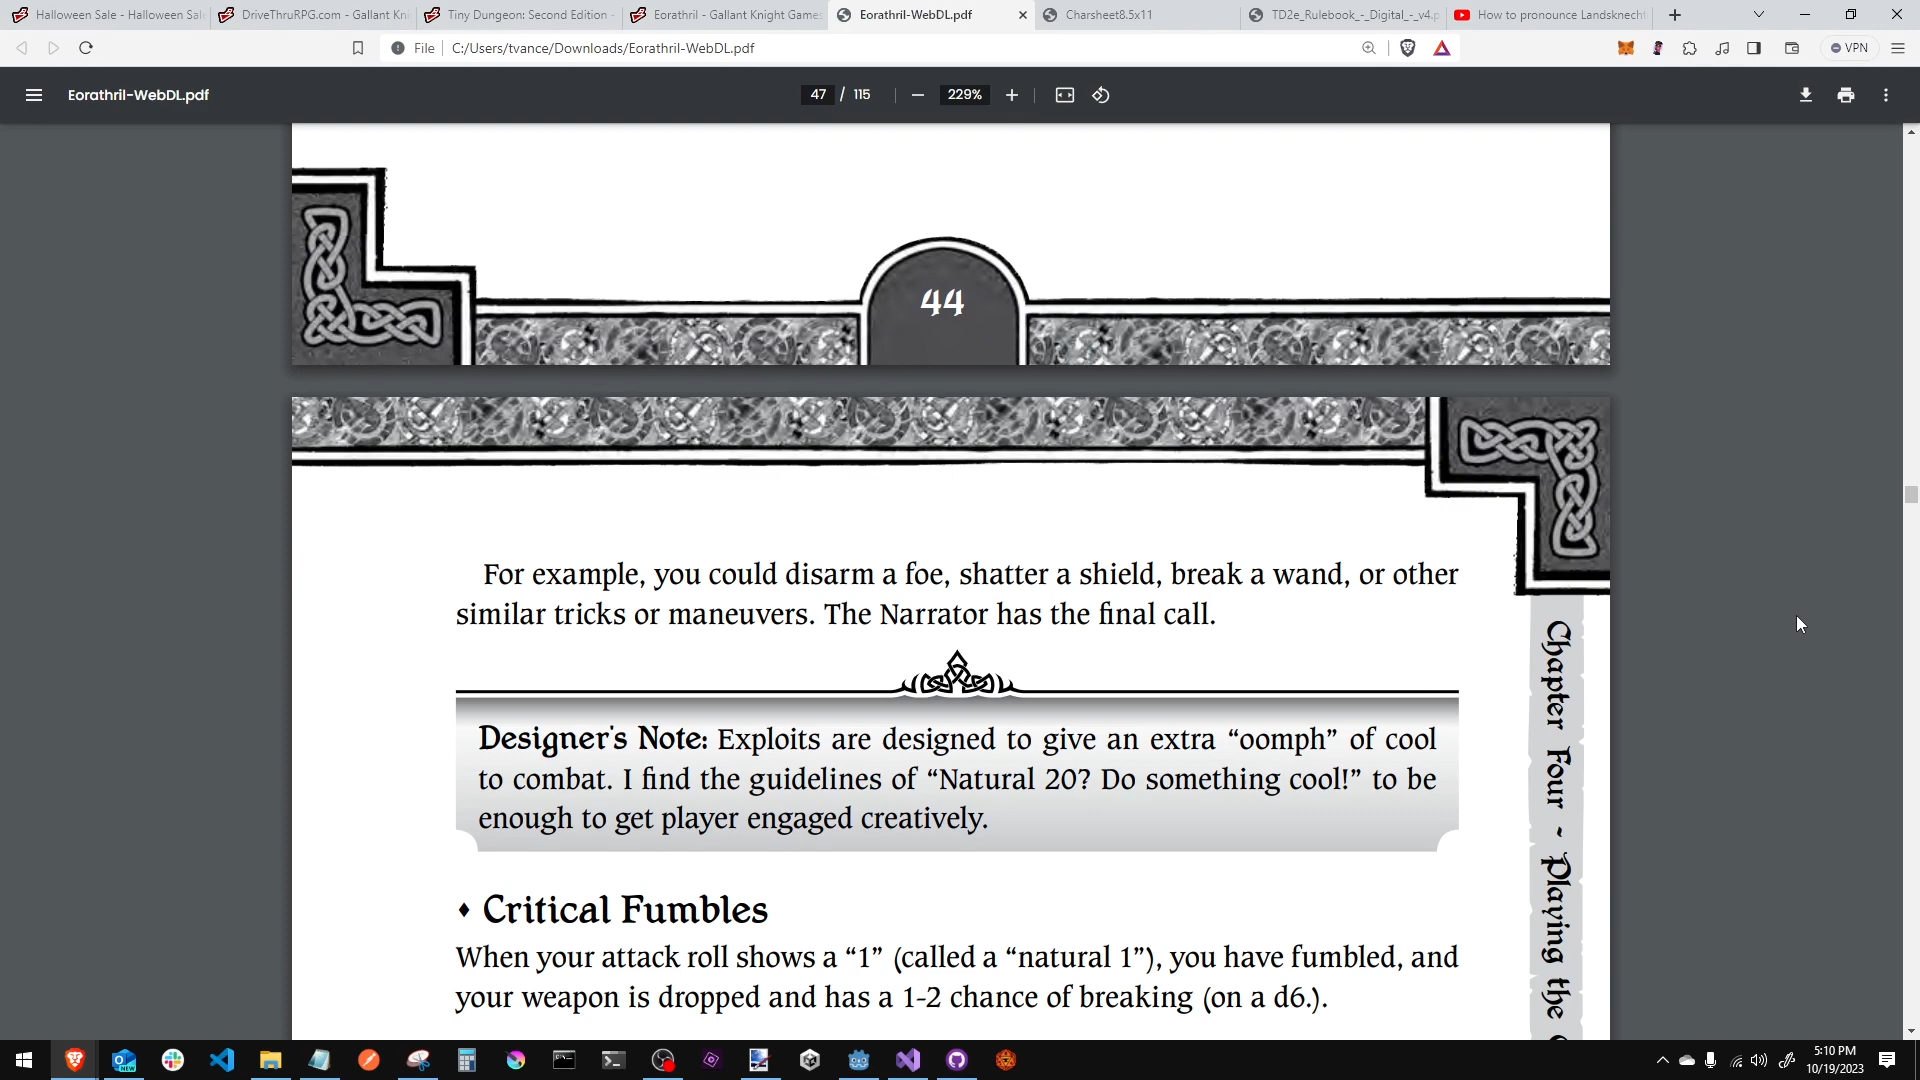 Halloween Sale - Halloween Sal
DriveThruRPG.com - Gallant Kni
Tiny Dungeon: Second Edition -
Eorathril - Gallant Knight Games
Eorathril-WebDL.pdf
Charsheet8.5x11
TD2e_Rulebook_-_Digital_-_v4.p
How to pronounce Landsknecht
File
C:/Users/tvance/Downloads/Eorathril-WebDL.pdf
VPN
Eorathril-WebDL.pdf
47 / 115
229%
44
For example, you could disarm a foe, shatter a shield, break a wand, or other
similar tricks or maneuvers. The Narrator has the final call.
Designer's Note: Exploits are designed to give an extra “oomph” of cool
to combat. I find the guidelines of “Natural 20? Do something cool!” to be
enough to get player engaged creatively.
Critical Fumbles
When your attack roll shows a “1” (called a “natural 1”), you have fumbled, and
your weapon is dropped and has a 1-2 chance of breaking (on a d6.).
Chapter Four - Playing the
NEW
5:10 PM
10/19/2023